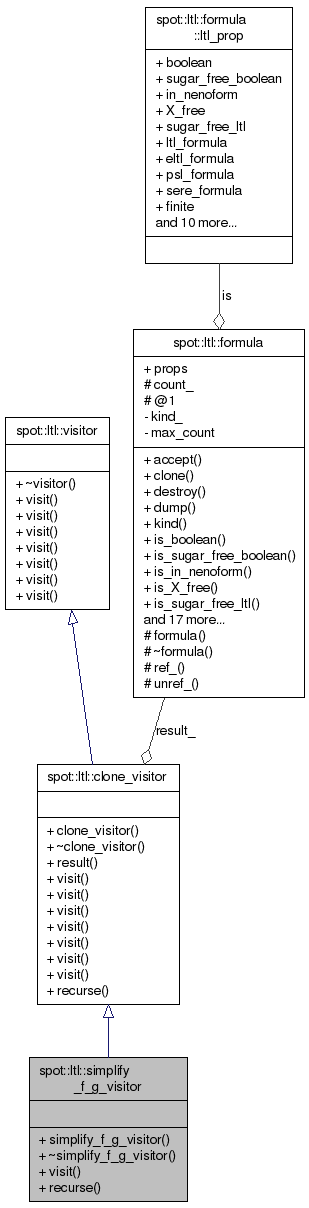 spot::ltl::formula
::ltl_prop
+ boolean
+ sugar_free_boolean
+ in_nenoform
+ X_free
+ sugar_free_ltl
+ ltl_formula
+ eltl_formula
+ psl_formula
+ sere_formula
+ finite
and 10 more...
is
spot::ltl::formula
+ props
# count_
# @1
- kind_
- max_count
+ accept()
+ clone()
+ destroy()
+ dump()
+ kind()
+ is_boolean()
+ is_sugar_free_boolean()
+ is_in_nenoform()
+ is_X_free()
+ is_sugar_free_ltl()
and 17 more...
# formula()
# ~formula()
# ref_()
# unref_()
spot::ltl::visitor
+ ~visitor()
+ visit()
+ visit()
+ visit()
+ visit()
+ visit()
+ visit()
+ visit()
result_
spot::ltl::clone_visitor
+ clone_visitor()
+ ~clone_visitor()
+ result()
+ visit()
+ visit()
+ visit()
+ visit()
+ visit()
+ visit()
+ visit()
+ recurse()
spot::ltl::simplify
_f_g_visitor
+ simplify_f_g_visitor()
+ ~simplify_f_g_visitor()
+ visit()
+ recurse()